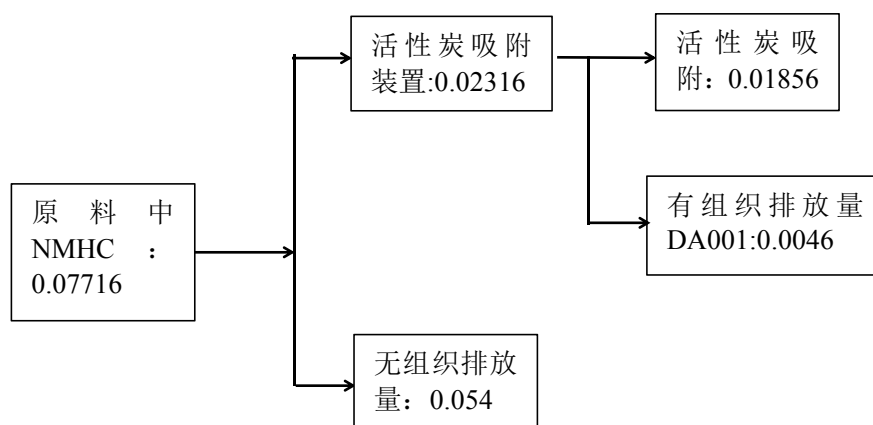 活性炭吸附
装置:0.02316
活性炭吸
附：0.01856
原料中
NMHC：
0.07716
有组织排放量
DA001:0.0046
无组织排放
量：0.054